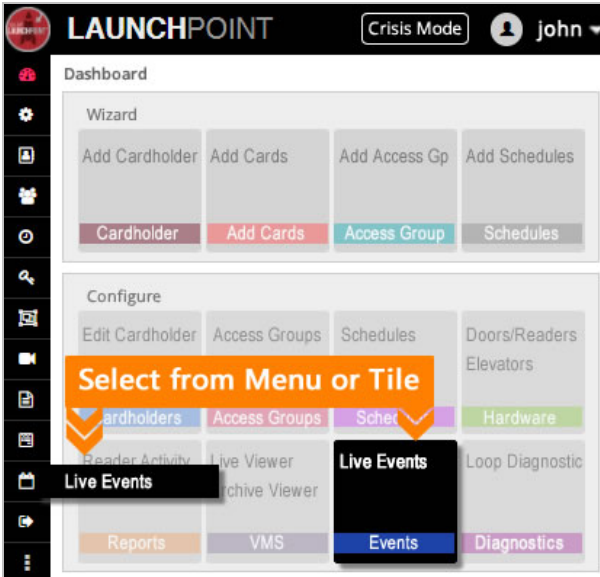 LAUNCHPOINT
Crisis Mode
john
Dashboard
Wizard
Add Cardholder
Add Cards
Add Access Gp
Add Schedules
Cardholder
Add Cards
Access Group
Schedules
Configure
Edit Cardholder
Access Groups
Schedules
Doors/Readers
Elevators
Select from Menu or Tile
ardholders
Access Groups
Sched
Hardware
Reader Activity
Live Viewer
rchive Viewer
Live Events
Loop Diagnostic
Live Events
Reports
VMS
Events
Diagnostics